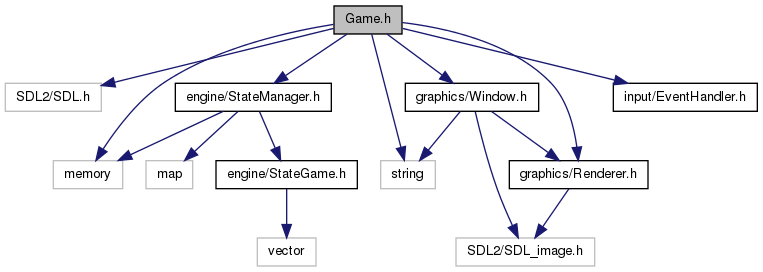 Game.h
SDL2/SDL.h
engine/StateManager.h
graphics/Window.h
input/EventHandler.h
memory
map
engine/StateGame.h
string
graphics/Renderer.h
vector
SDL2/SDL_image.h